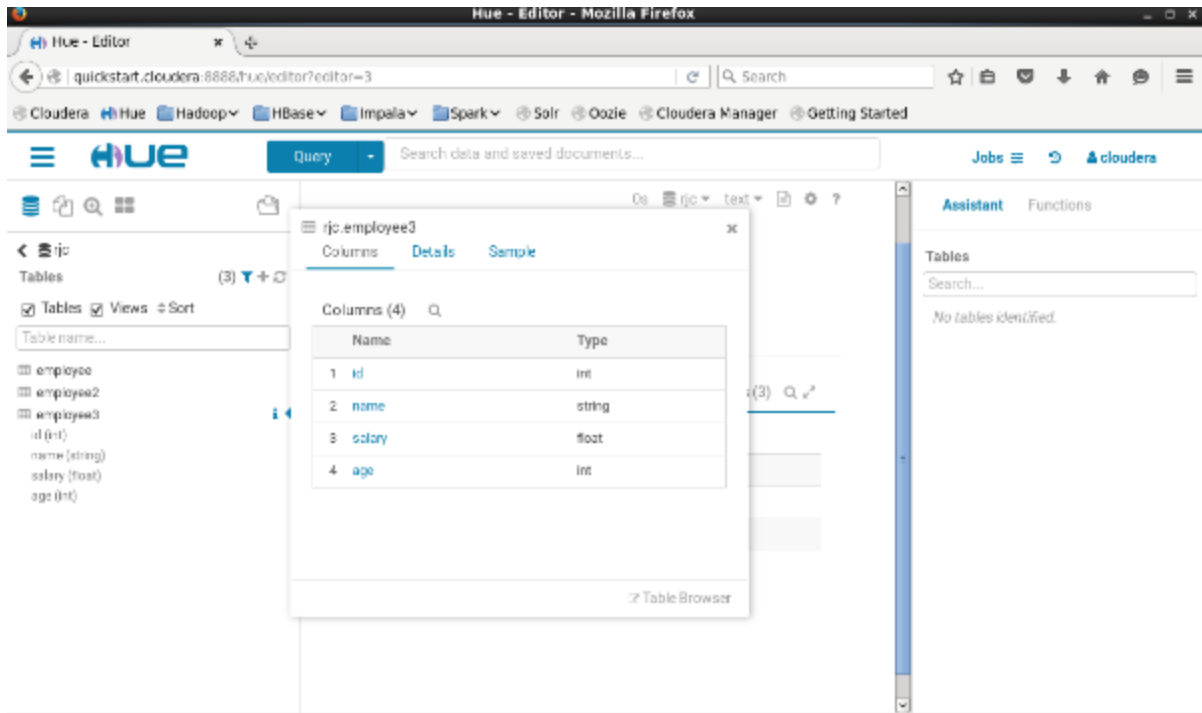 Hue - Editor - Mozilla Firefox
Hue - Editor
quickstart.cloudera:8888/hue/editor?editor=3
Search
Cloudera Hue Hadoop HBase Impala Spark Solr Oozie Cloudera Manager Getting Started
HUE
Query
Search data and saved documents...
Jobs
cloudera
0s rjc text ?
Assistant Functions
rjc
Tables (3)
Tables Views Sort
Table name...
employee
employee2
employee3
id (int)
name (string)
salary (float)
age (int)
rjc.employee3
Columns Details Sample
Columns (4)
Name Type
1 id int
2 name string
3 salary float
4 age int
Table Browser
(3)
Tables
Search...
No tables identified.